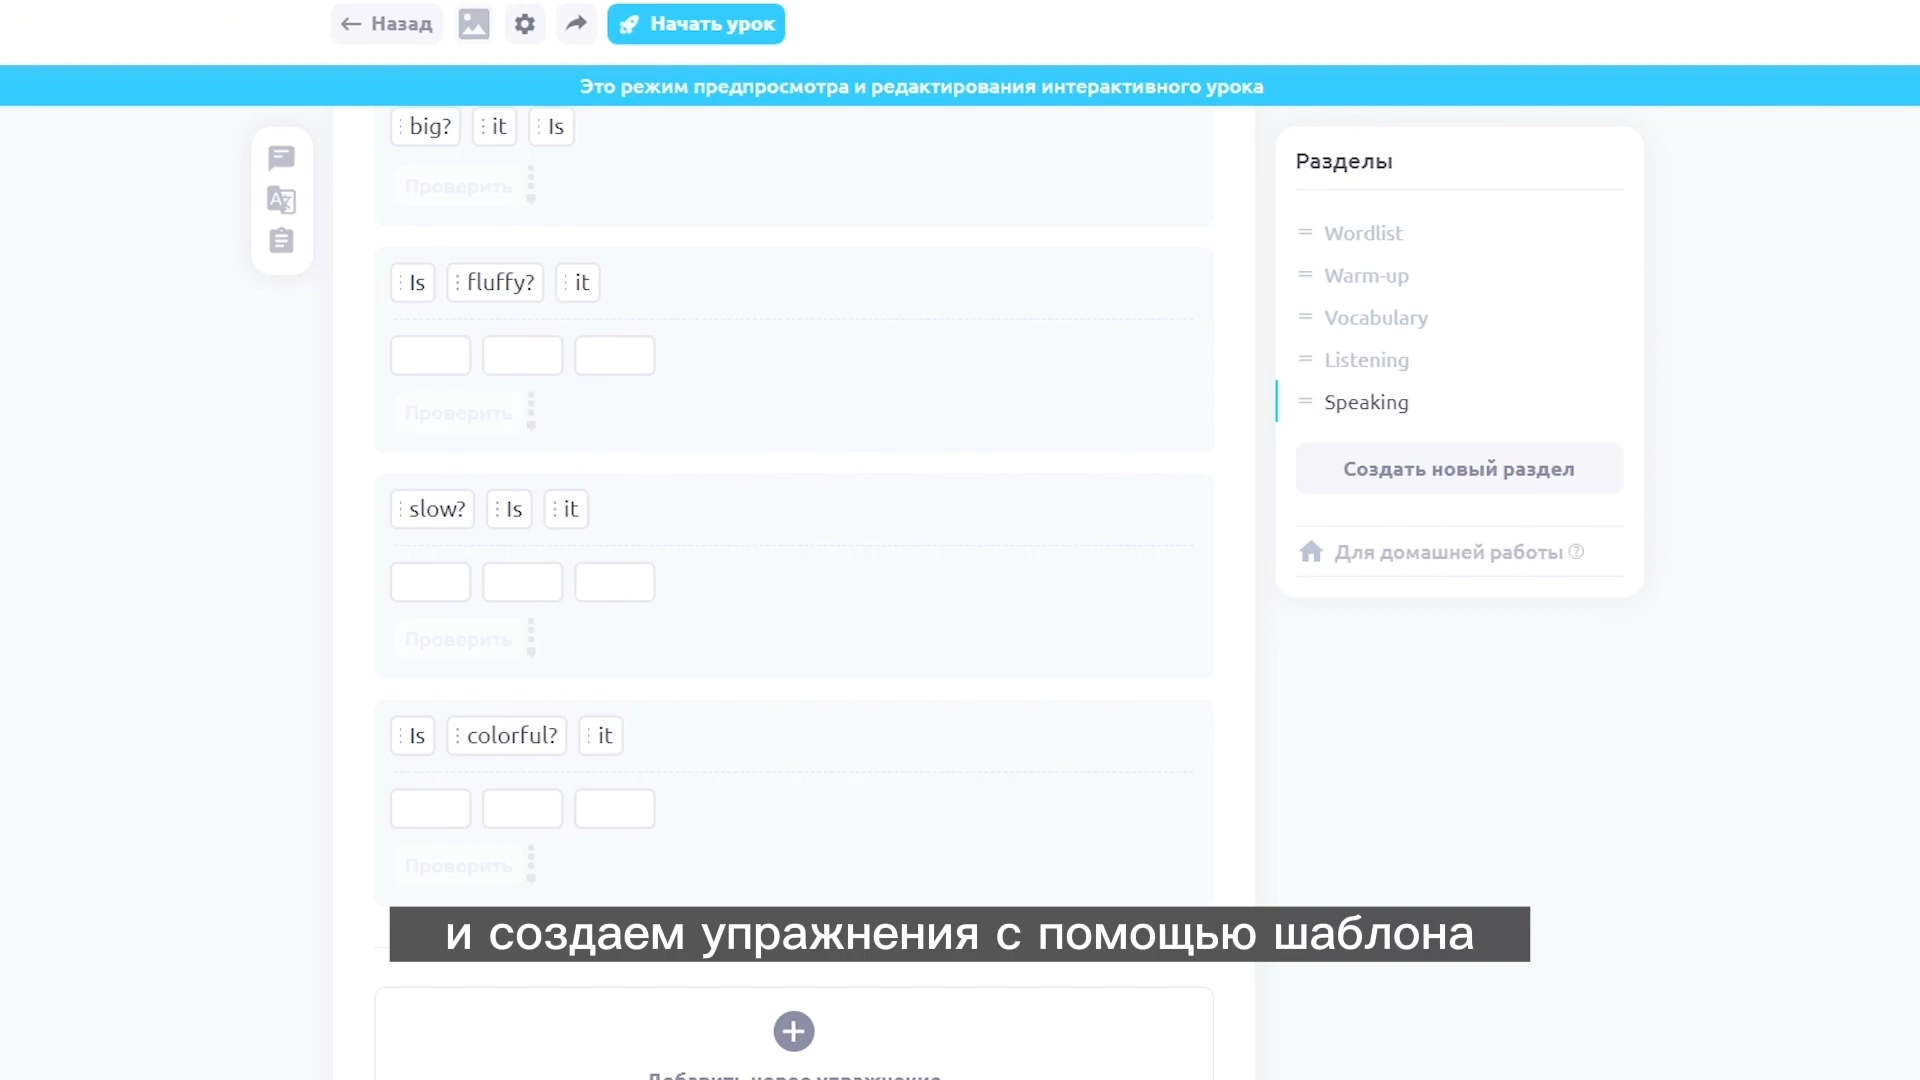 Назад
Начать урок
Это режим предпросмотра и редактирования интерактивного урока
big? it Is
Проверить
Is fluffy? it
Проверить
slow? Is it
Проверить
Is colorful? it
Проверить
Разделы
Wordlist
Warm-up
Vocabulary
Listening
Speaking
Создать новый раздел
Для домашней работы
и создаем упражнения с помощью шаблона
Добавить новое упражнение